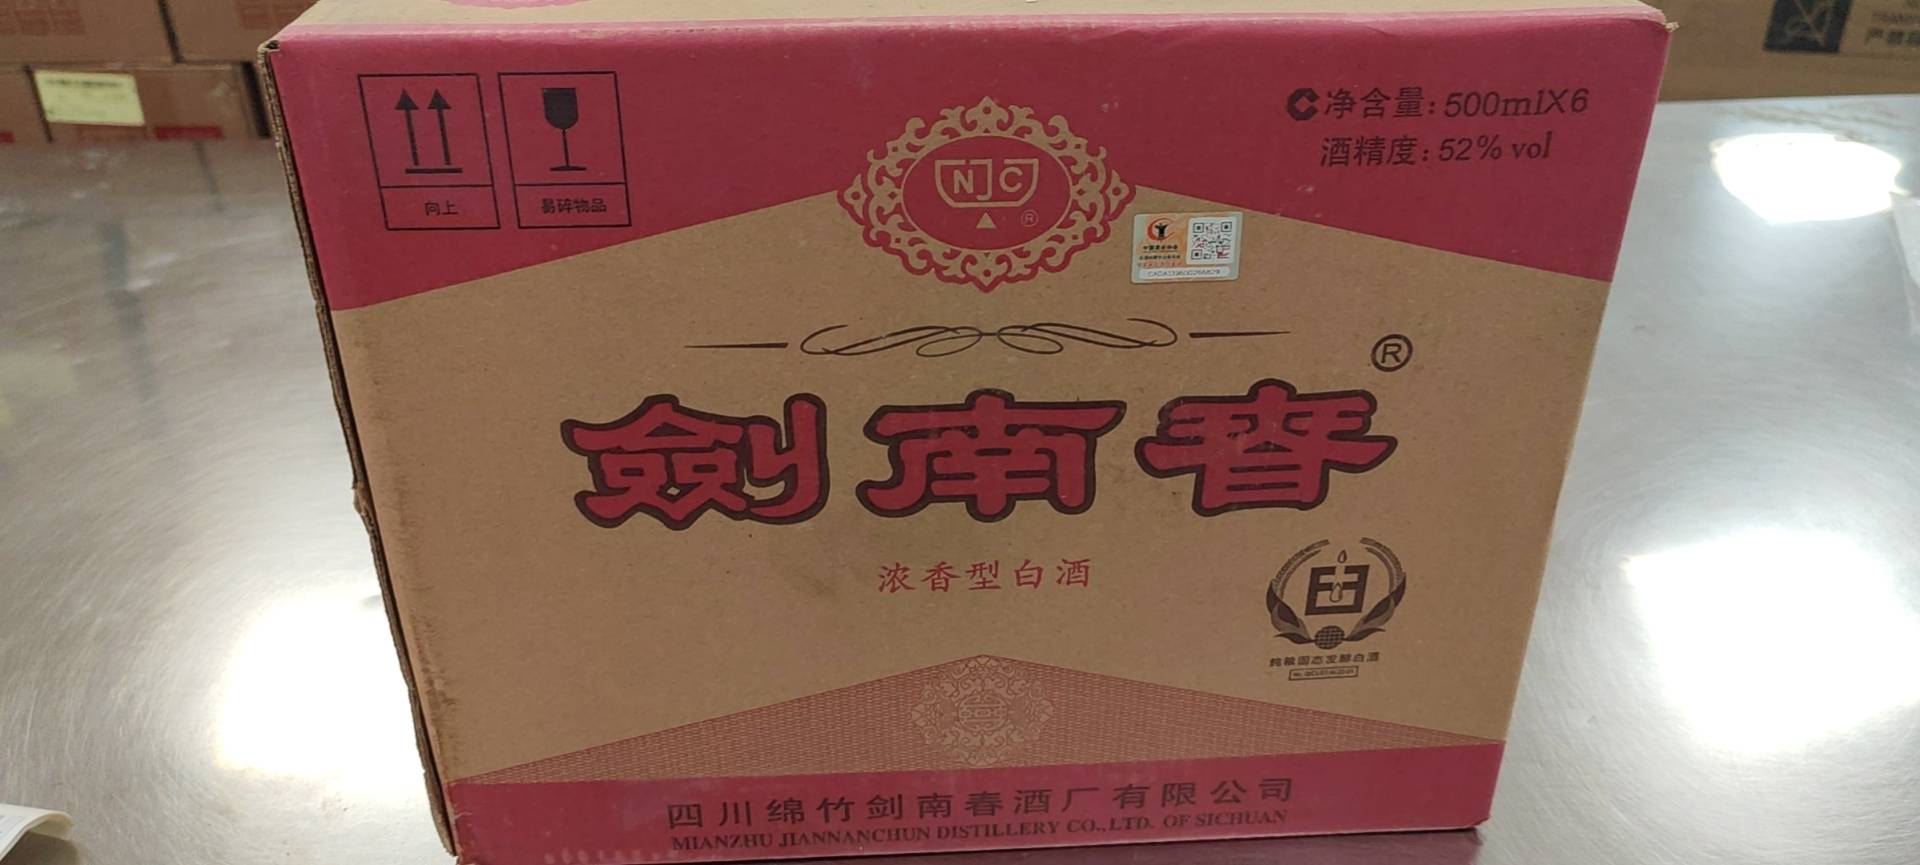 向上
易碎物品
NJC
®
净含量: 500mlX6
酒精度: 52% vol
劍南春®
浓香型白酒
纯粮固态发酵白酒
四川绵竹剑南春酒厂有限公司
MIANZHU JIANNANCHUN DISTILLERY CO.,LTD. OF SICHUAN